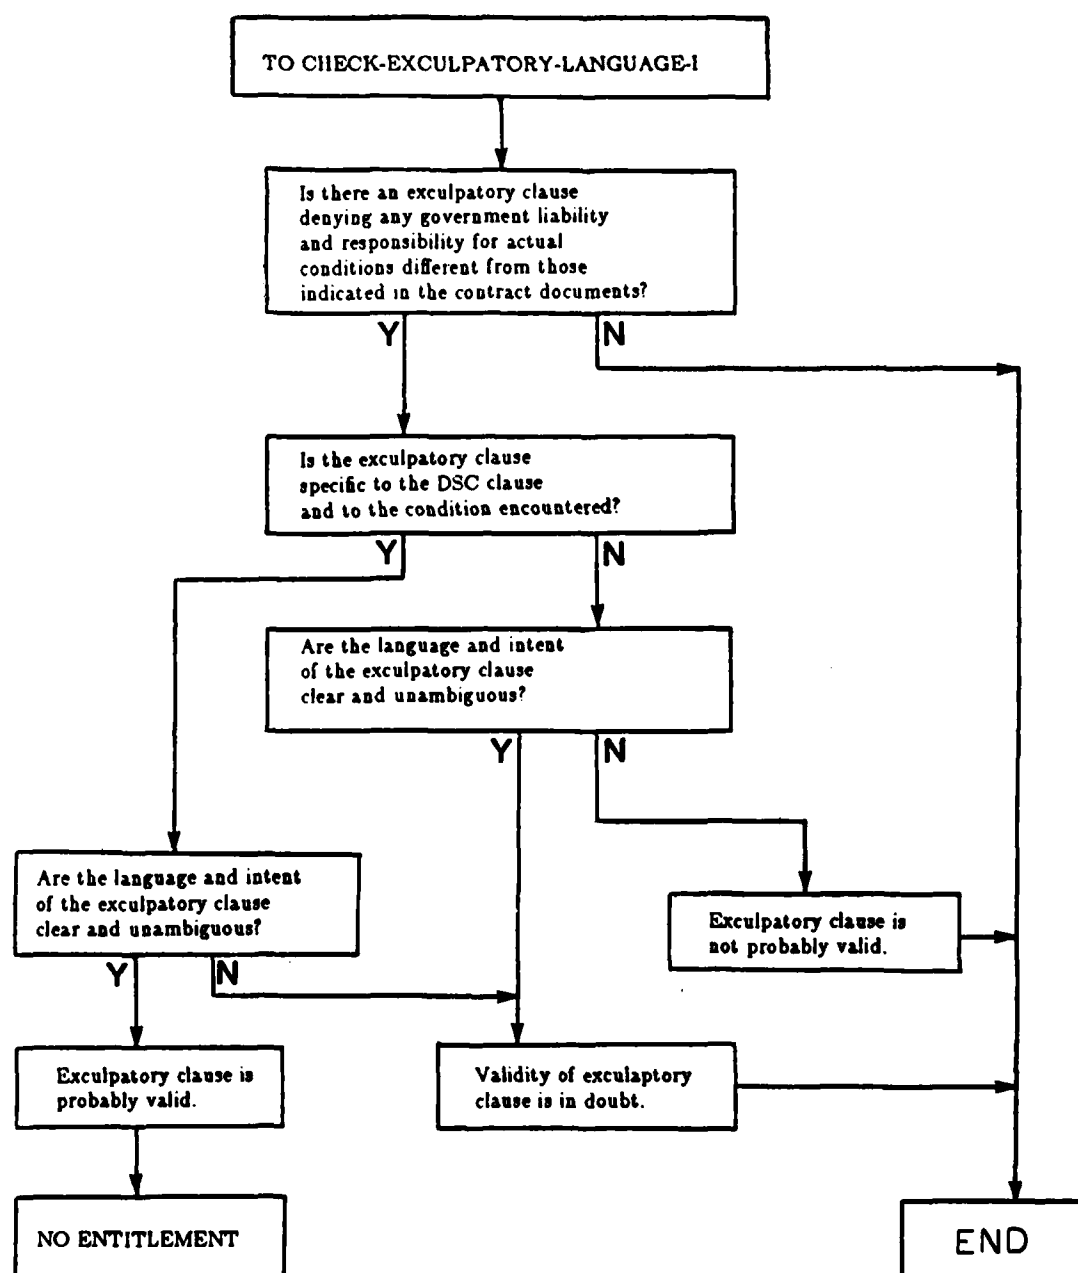 TO CHECK-EXCULPATORY-LANGUAGE-I
Is there an exculpatory clause
denying any government liability
and responsibility for actual
conditions different from those
indicated in the contract documents?
Y
N
Is the exculpatory clause
specific to the DSC clause
and to the condition encountered?
Y
N
Are the language and intent
of the exculpatory clause
clear and unambiguous?
Y
N
Are the language and intent
of the exculpatory clause
clear and unambiguous?
Y
N
Exculpatory clause is
not probably valid.
Exculpatory clause is
probably valid.
Validity of exculaptory
clause is in doubt.
NO ENTITLEMENT
END